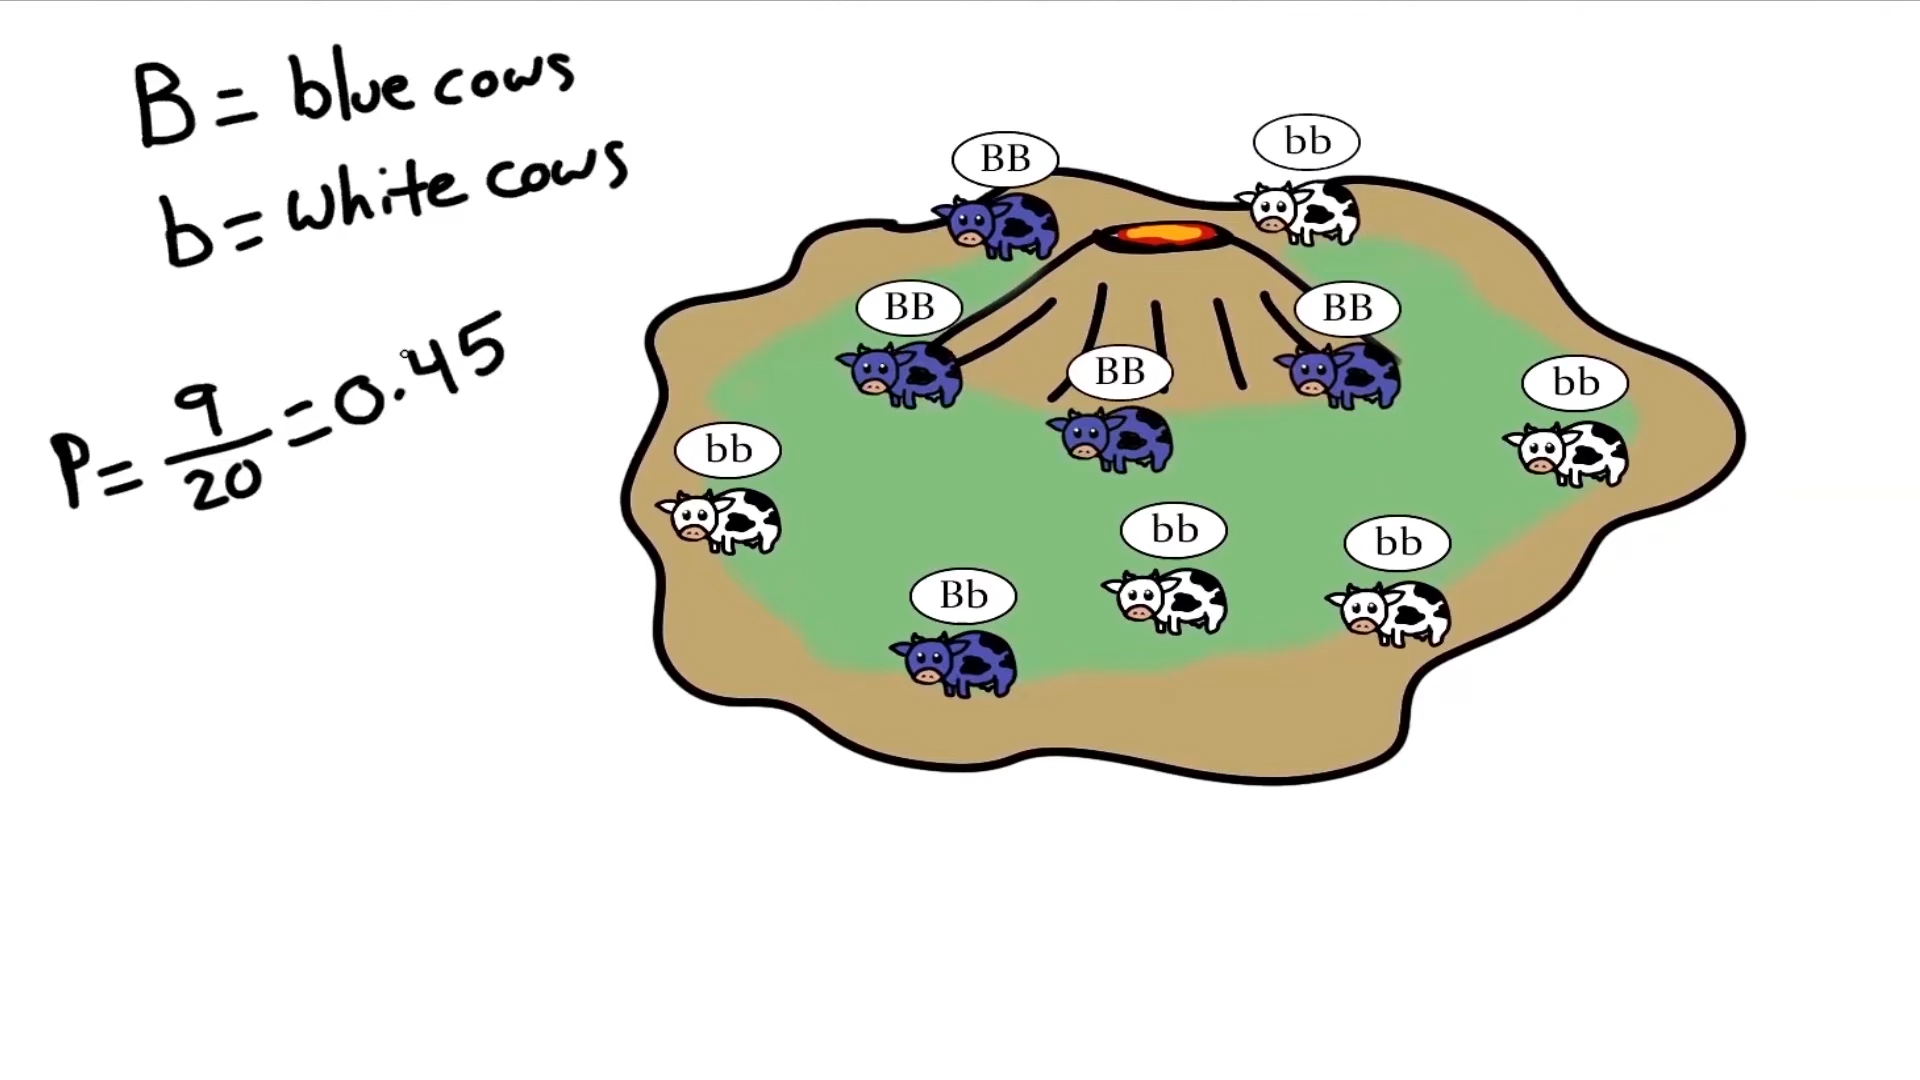 B = blue cows
b = white cows
P = 9/20 = 0.45
BB
bb
BB
BB
BB
bb
bb
bb
bb
Bb